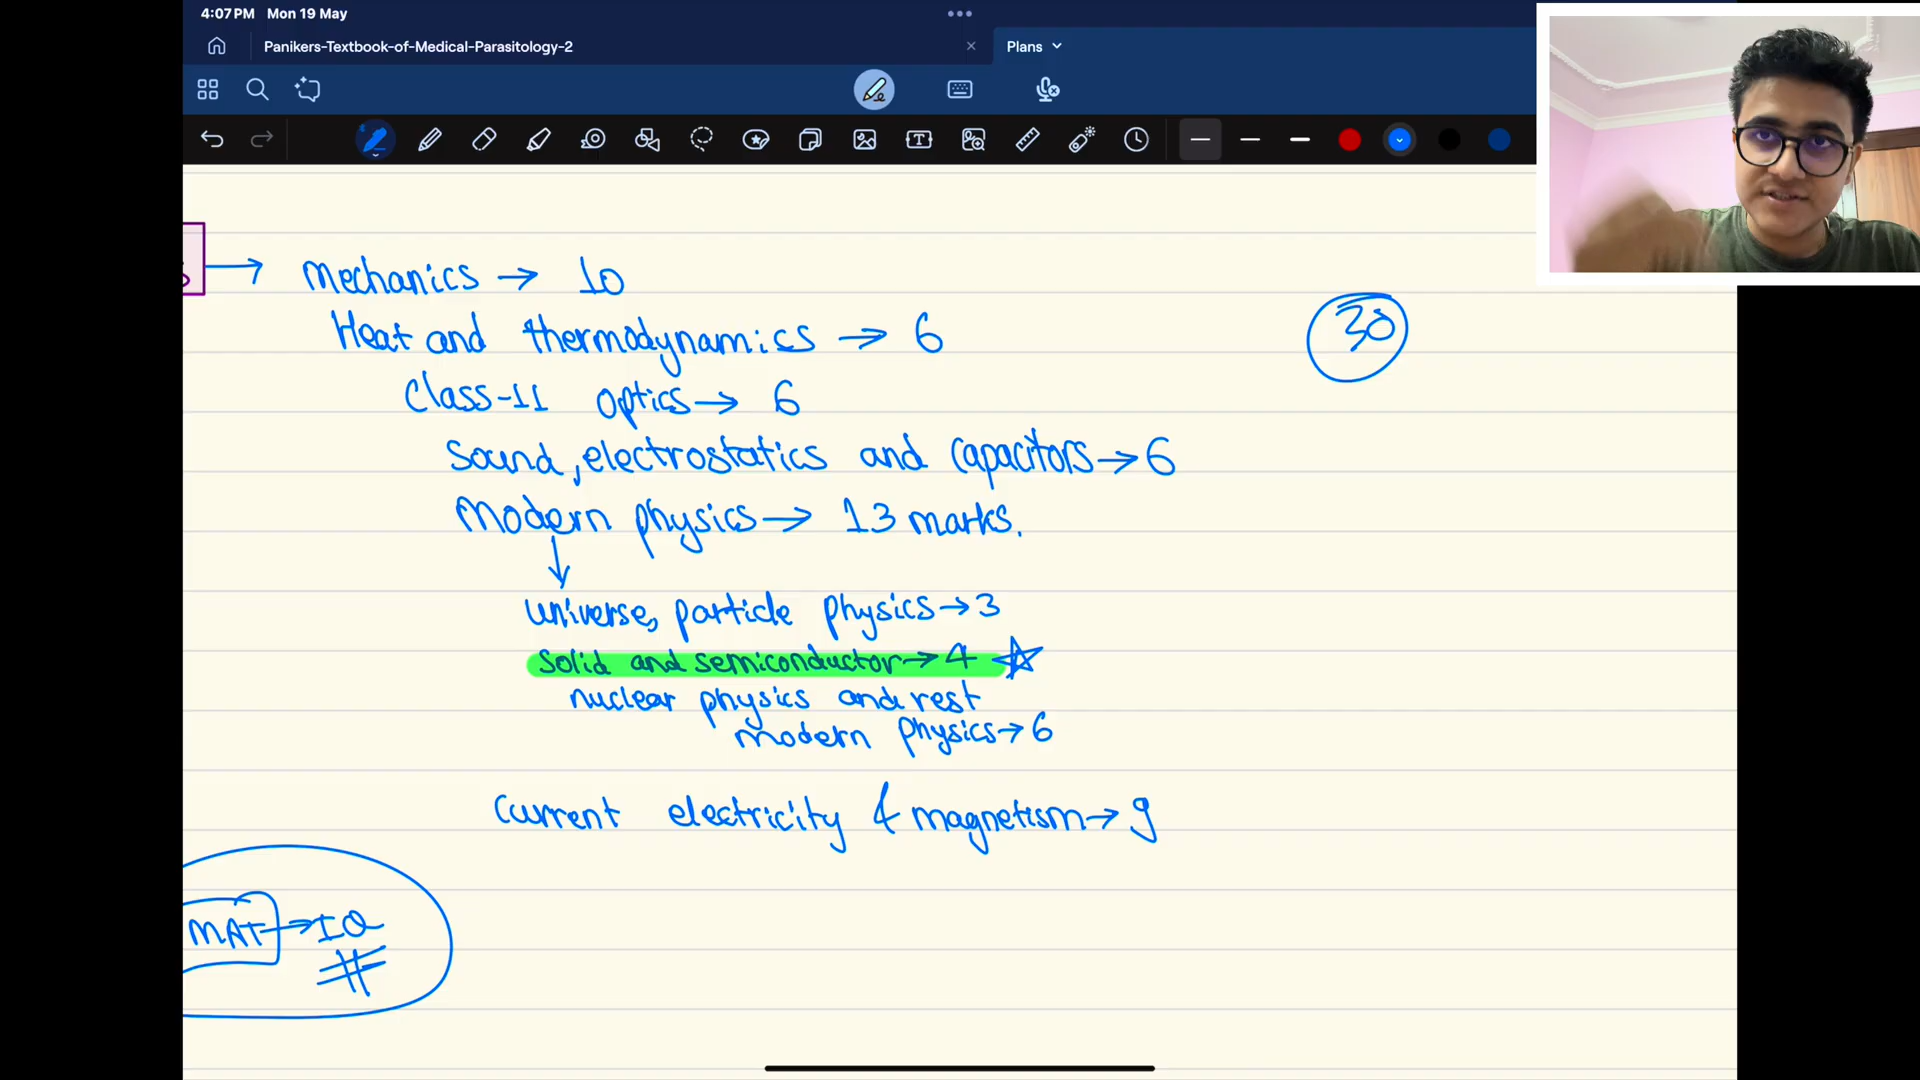 4:07 PM Mon 19 May
Panikers-Textbook-of-Medical-Parasitology-2
Plans
mechanics → 10
30
Heat and thermodynamics → 6
Class-11 optics → 6
Sound, electrostatics and capacitors → 6
Modern physics → 13 marks.
universe, particle physics → 3
solid and semiconductor → 4
nuclear physics and rest
modern physics → 6
Current electricity & magnetism → 9
MAT → IQ